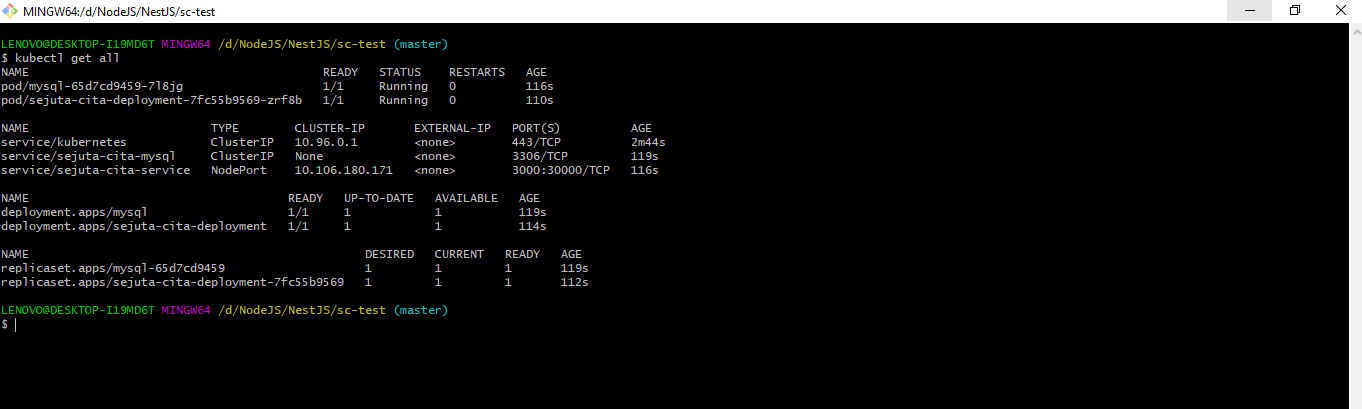 MINGW64:/d/NodeJS/NestJS/sc-test
LENOVO@DESKTOP-I19MD6T MINGW64 /d/NodeJS/NestJS/sc-test (master)
$ kubectl get all
NAME READY STATUS RESTARTS AGE
pod/mysql-65d7cd9459-7l8jg 1/1 Running 0 116s
pod/sejuta-cita-deployment-7fc55b9569-zrf8b 1/1 Running 0 110s
NAME TYPE CLUSTER-IP EXTERNAL-IP PORT(S) AGE
service/kubernetes ClusterIP 10.96.0.1 <none> 443/TCP 2m44s
service/sejuta-cita-mysql ClusterIP None <none> 3306/TCP 119s
service/sejuta-cita-service NodePort 10.106.180.171 <none> 3000:30000/TCP 116s
NAME READY UP-TO-DATE AVAILABLE AGE
deployment.apps/mysql 1/1 1 1 119s
deployment.apps/sejuta-cita-deployment 1/1 1 1 114s
NAME DESIRED CURRENT READY AGE
replicaset.apps/mysql-65d7cd9459 1 1 1 119s
replicaset.apps/sejuta-cita-deployment-7fc55b9569 1 1 1 112s
LENOVO@DESKTOP-I19MD6T MINGW64 /d/NodeJS/NestJS/sc-test (master)
$